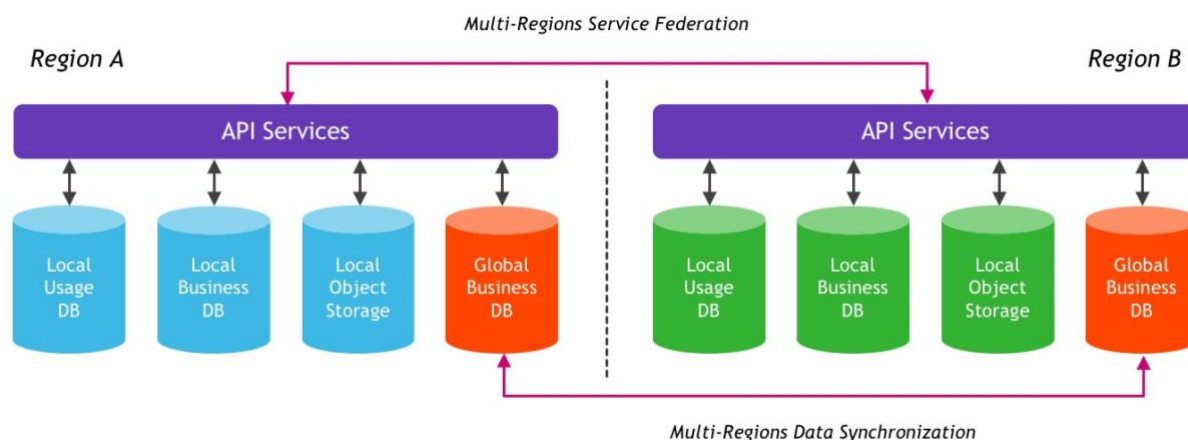 Multi-Regions Service Federation
Region A
Region B
API Services
API Services
Local
Usage
DB
Local
Business
DB
Local
Object
Storage
Global
Business
DB
Local
Usage
DB
Local
Business
DB
Local
Object
Storage
Global
Business
DB
Multi-Regions Data Synchronization